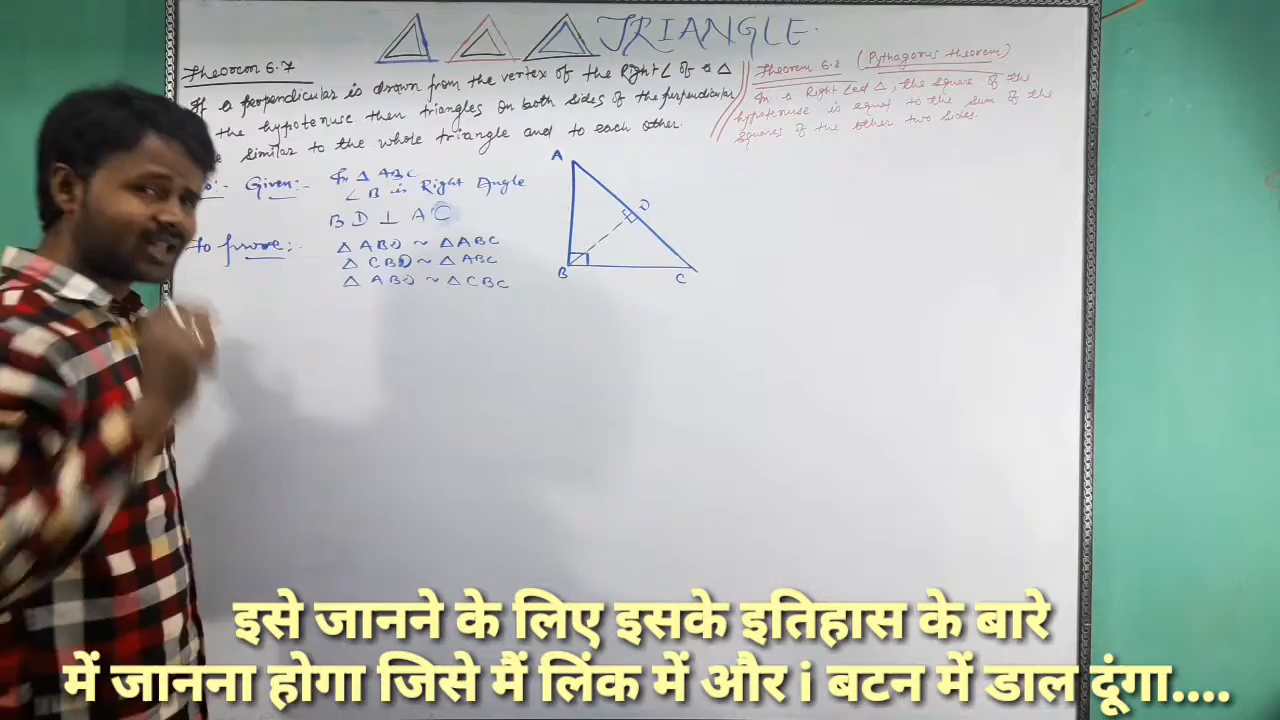 TRIANGLE.
Theorem 6.7
If a perpendicular is drawn from the vertex of the Right ∠ of a △
the hypotenuse then triangles on both sides of the perpendicular
similar to the whole triangle and to each other.
Given :-
In △ ABC
∠ B is Right Angle
BD ⊥ AC
To prove :-
△ ABD ~ △ ABC
△ CBD ~ △ ABC
△ ABD ~ △ CBC
A
D
B
C
Theorem 6.8 (Pythagorus theorem)
In a Right ∠ed △, the square of the
hypotenuse is equal to the sum of the
squares of the other two sides.
इसे जानने के लिए इसके इतिहास के बारे
में जानना होगा जिसे मैं लिंक में और i बटन में डाल दूंगा....